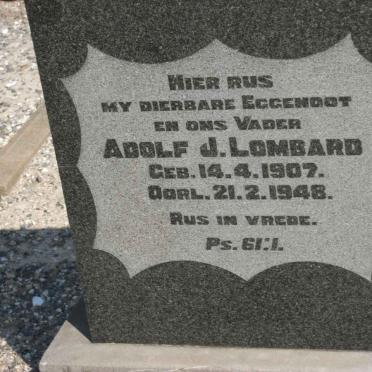 HIER RUS
MY DIERBARE EGGENOOT
EN ONS VADER
ADOLF J. LOMBARD
GEB. 14.4.1907.
OORL. 21.2.1948.
RUS IN VREDE.
PS. 61:1.